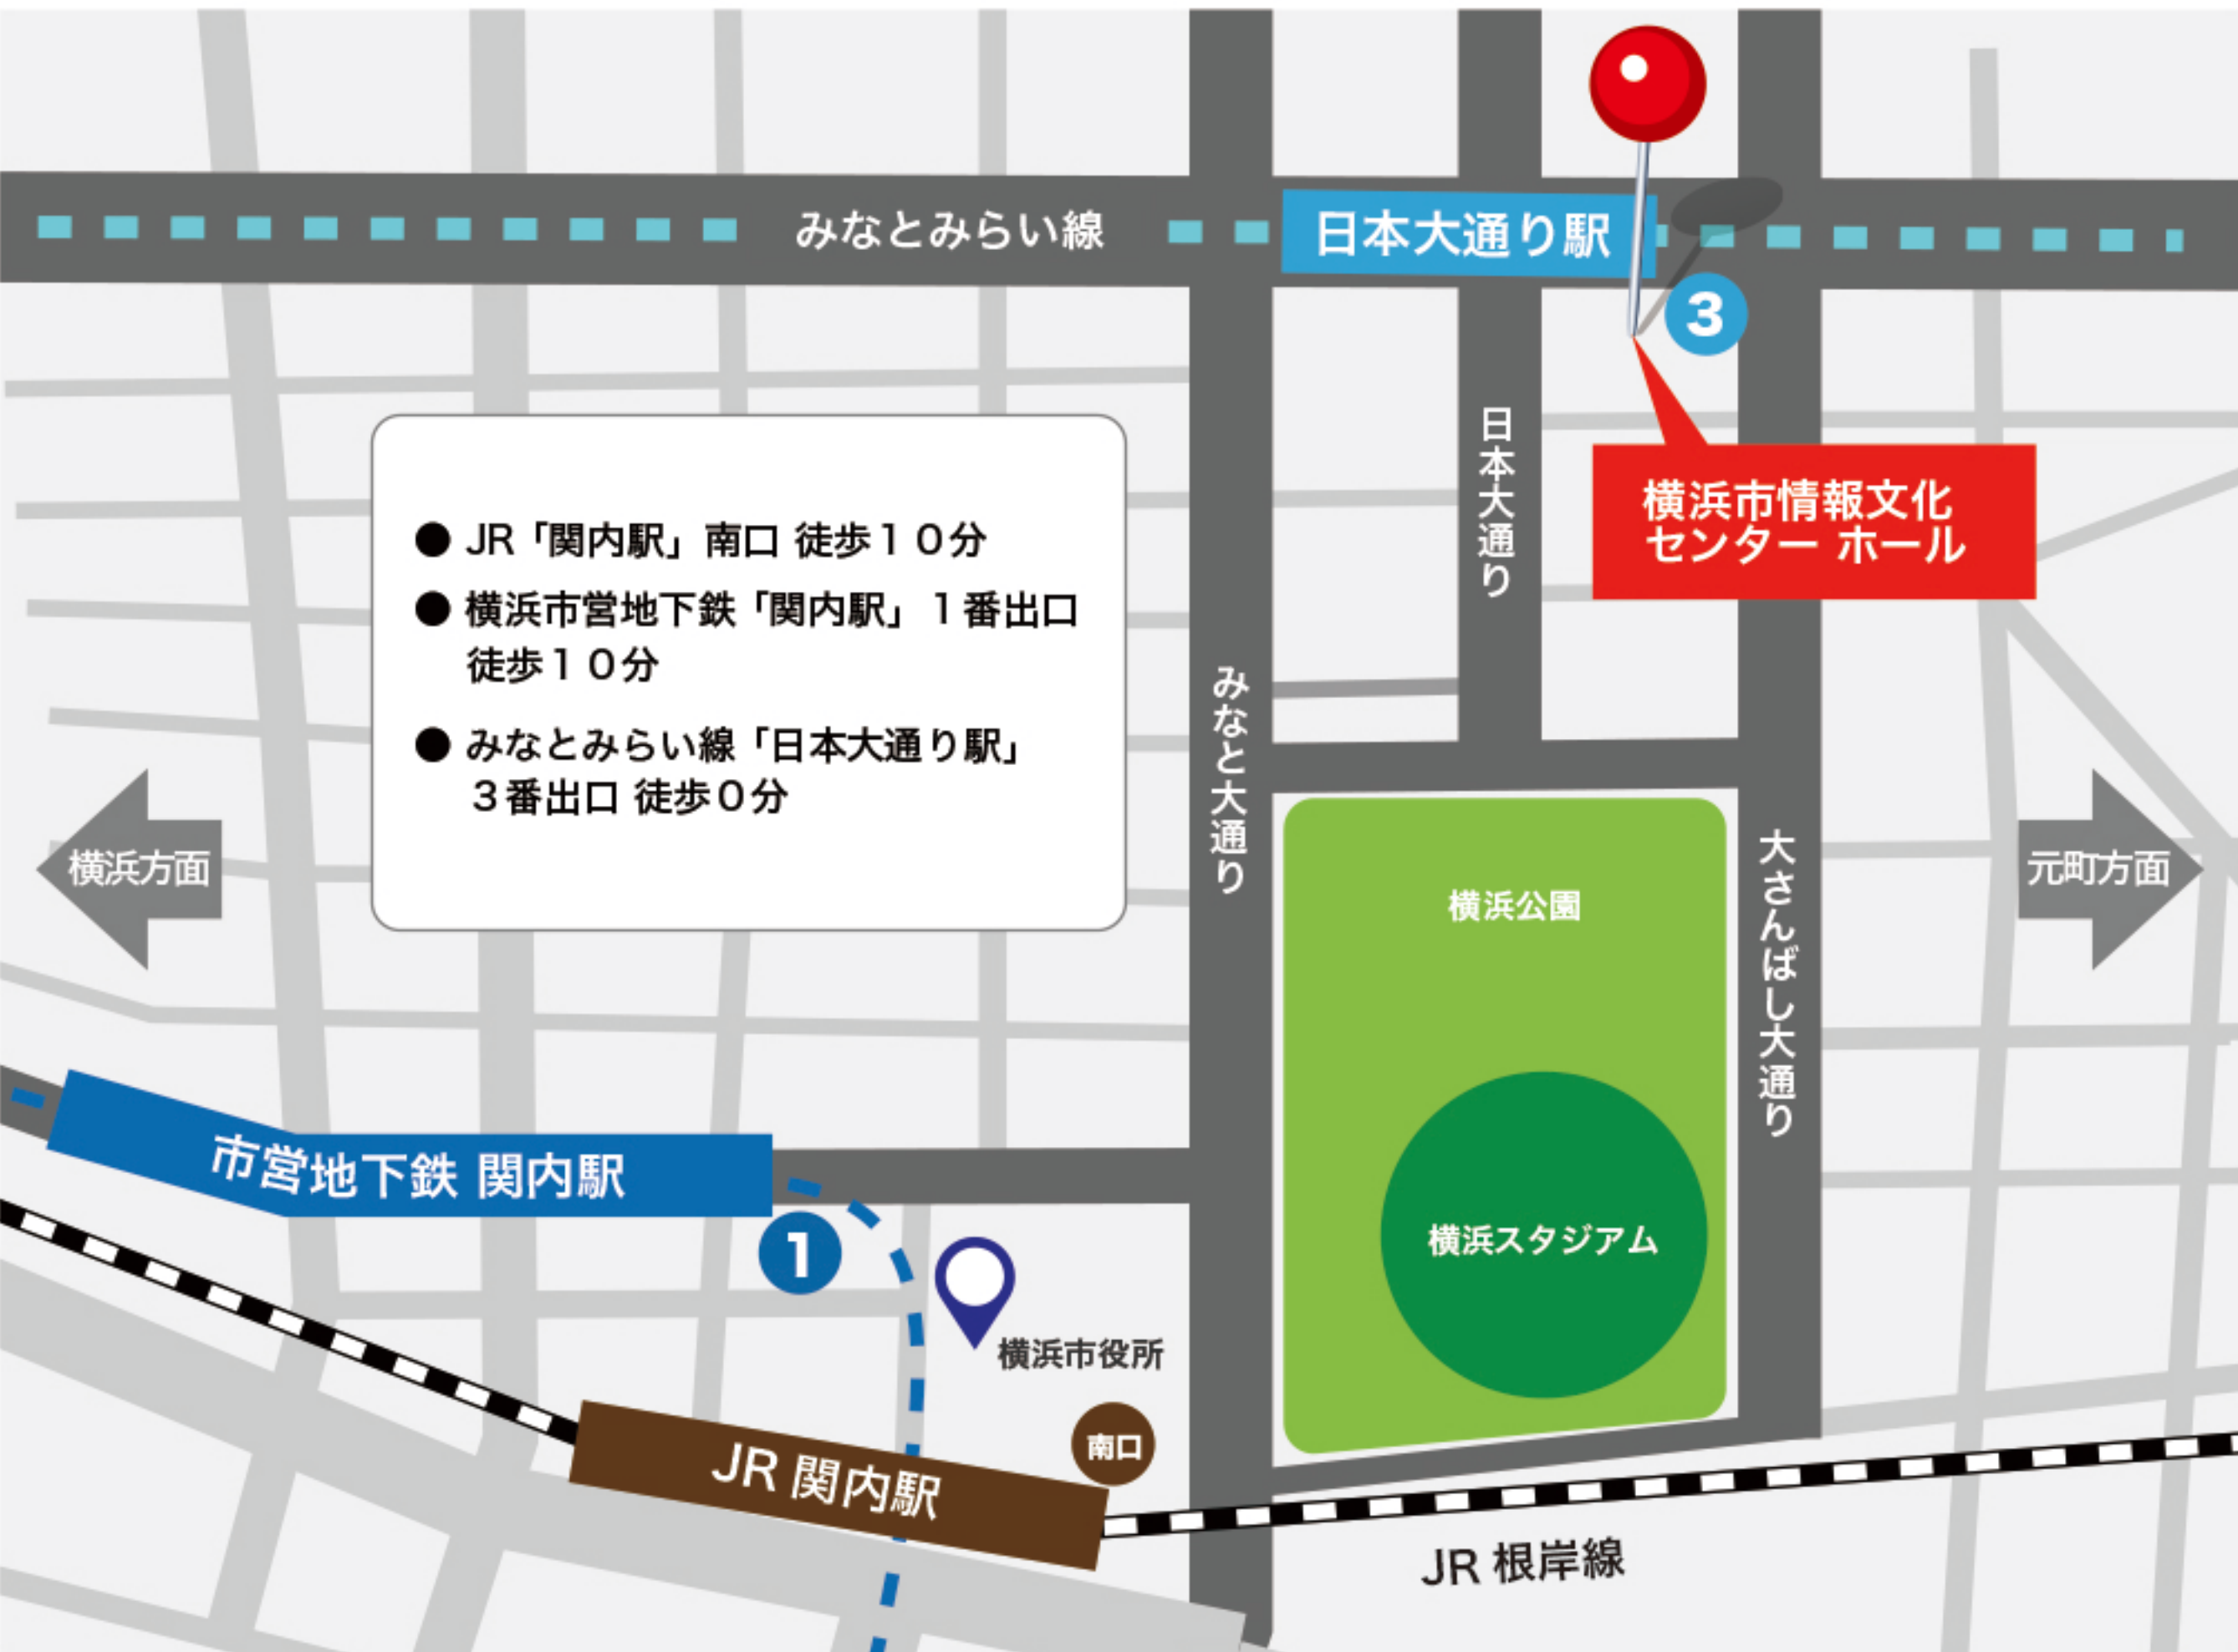 みなとみらい線
日本大通り駅
3
日本大通り
横浜市情報文化
センター ホール
● JR「関内駅」南口 徒歩１０分
● 横浜市営地下鉄「関内駅」１番出口
徒歩１０分
● みなとみらい線「日本大通り駅」
３番出口 徒歩０分
みなと大通り
横浜方面
元町方面
横浜公園
大さんばし大通り
市営地下鉄 関内駅
1
横浜スタジアム
横浜市役所
南口
JR 関内駅
JR 根岸線